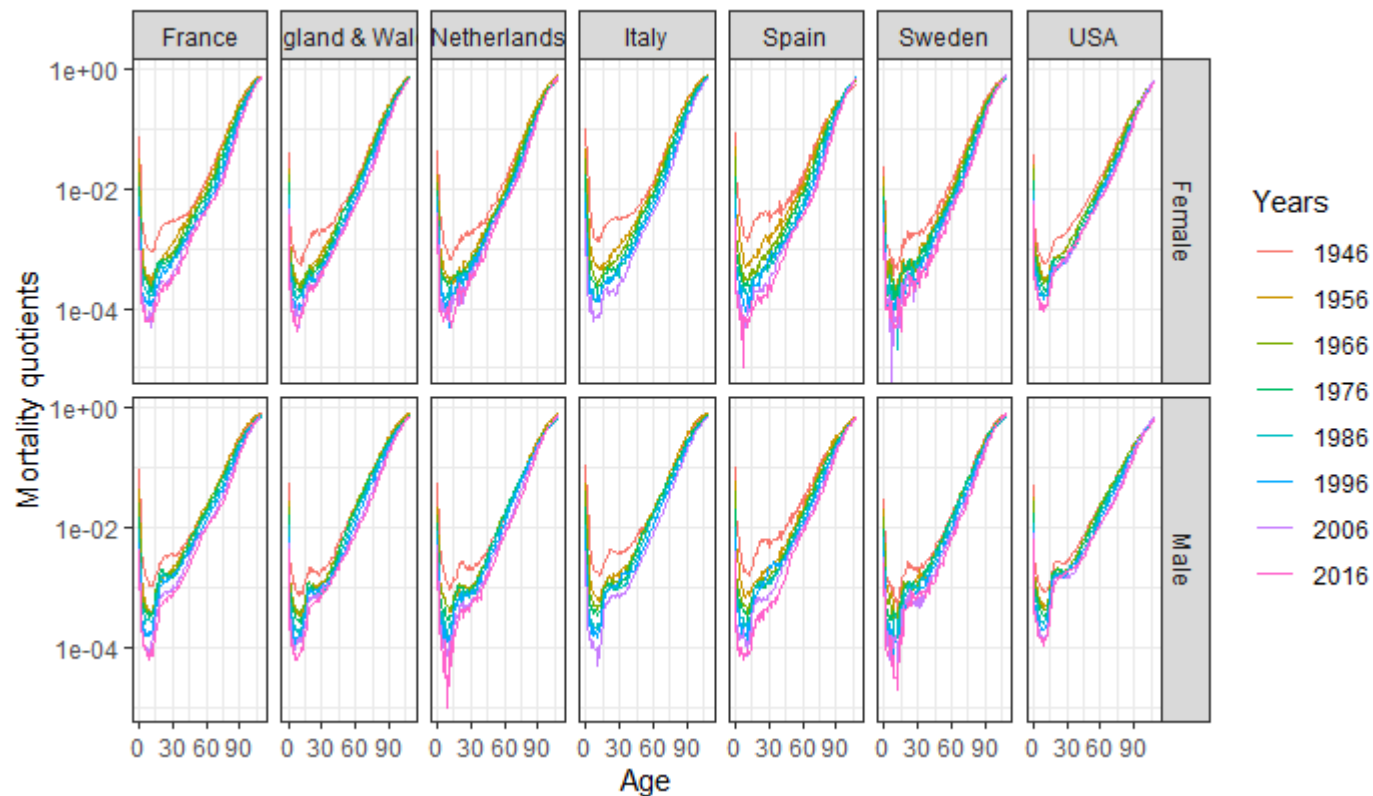 France gland & Wal Netherlands Italy Spain Sweden USA
1e+00
1e-02
1e-04
Female
1e+00
1e-02
1e-04
Male
Mortality quotients
0 30 60 90 0 30 60 90 0 30 60 90 0 30 60 90 0 30 60 90 0 30 60 90 0 30 60 90
Age
Years
1946
1956
1966
1976
1986
1996
2006
2016